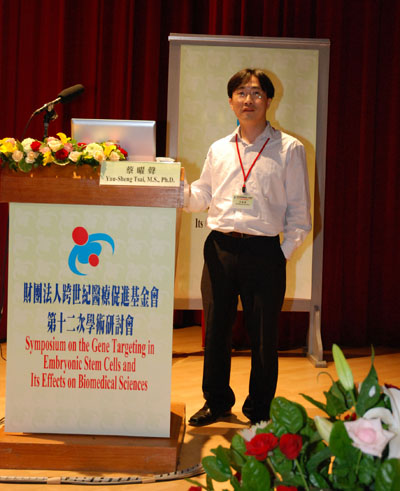 蔡曜聲
Yau-Sheng Tsai, M.S., Ph.D.
財團法人跨世紀醫療促進基金會
第十二次學術研討會
Symposium on the Gene Targeting in
Embryonic Stem Cells and
Its Effects on Biomedical Sciences
Its